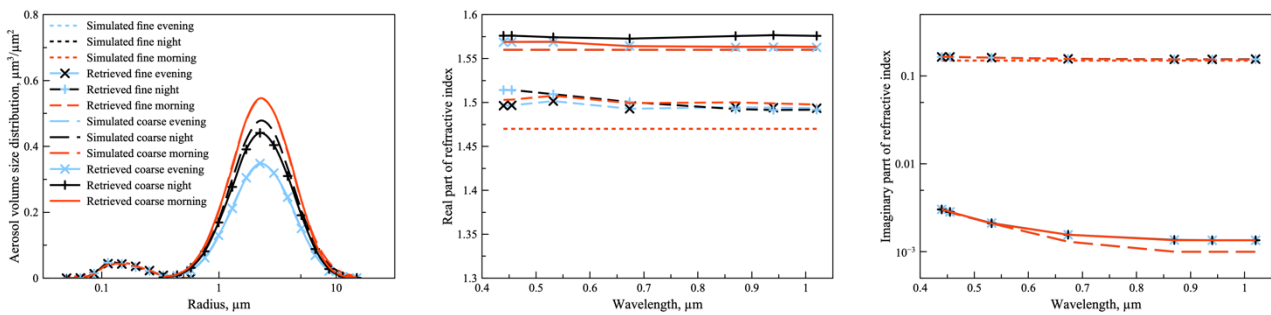 0.8
0.6
0.4
0.2
0
Aerosol volume size distribution, µm³/µm²
Simulated fine evening
Simulated fine night
Simulated fine morning
Retrieved fine evening
Retrieved fine night
Retrieved fine morning
Simulated coarse evening
Simulated coarse night
Simulated coarse morning
Retrieved coarse evening
Retrieved coarse night
Retrieved coarse morning
0.1 1 10
Radius, µm
1.6
1.55
1.5
1.45
1.4
1.35
1.3
Real part of refractive index
0.4 0.5 0.6 0.7 0.8 0.9 1
Wavelength, µm
0.1
0.01
10⁻³
Imaginary part of refractive index
0.4 0.5 0.6 0.7 0.8 0.9 1
Wavelength, µm